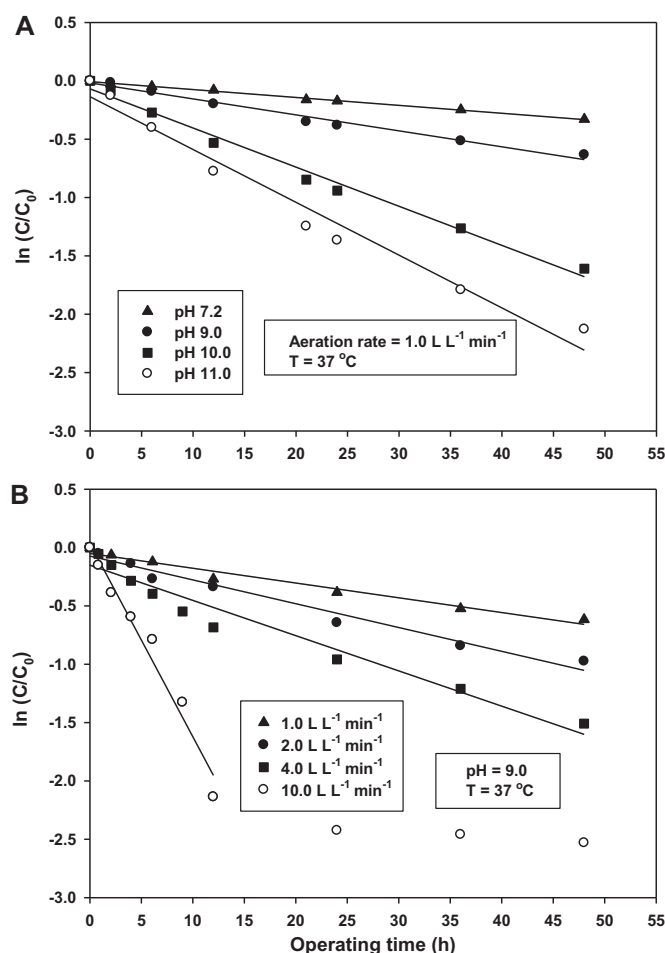 A
0.5
0.0
-0.5
-1.0
-1.5
-2.0
-2.5
-3.0
ln (C/C₀)
pH 7.2
pH 9.0
pH 10.0
pH 11.0
Aeration rate = 1.0 L L⁻¹ min⁻¹
T = 37 °C
0 5 10 15 20 25 30 35 40 45 50 55
B
0.5
0.0
-0.5
-1.0
-1.5
-2.0
-2.5
-3.0
ln (C/C₀)
1.0 L L⁻¹ min⁻¹
2.0 L L⁻¹ min⁻¹
4.0 L L⁻¹ min⁻¹
10.0 L L⁻¹ min⁻¹
pH = 9.0
T = 37 °C
0 5 10 15 20 25 30 35 40 45 50 55
Operating time (h)